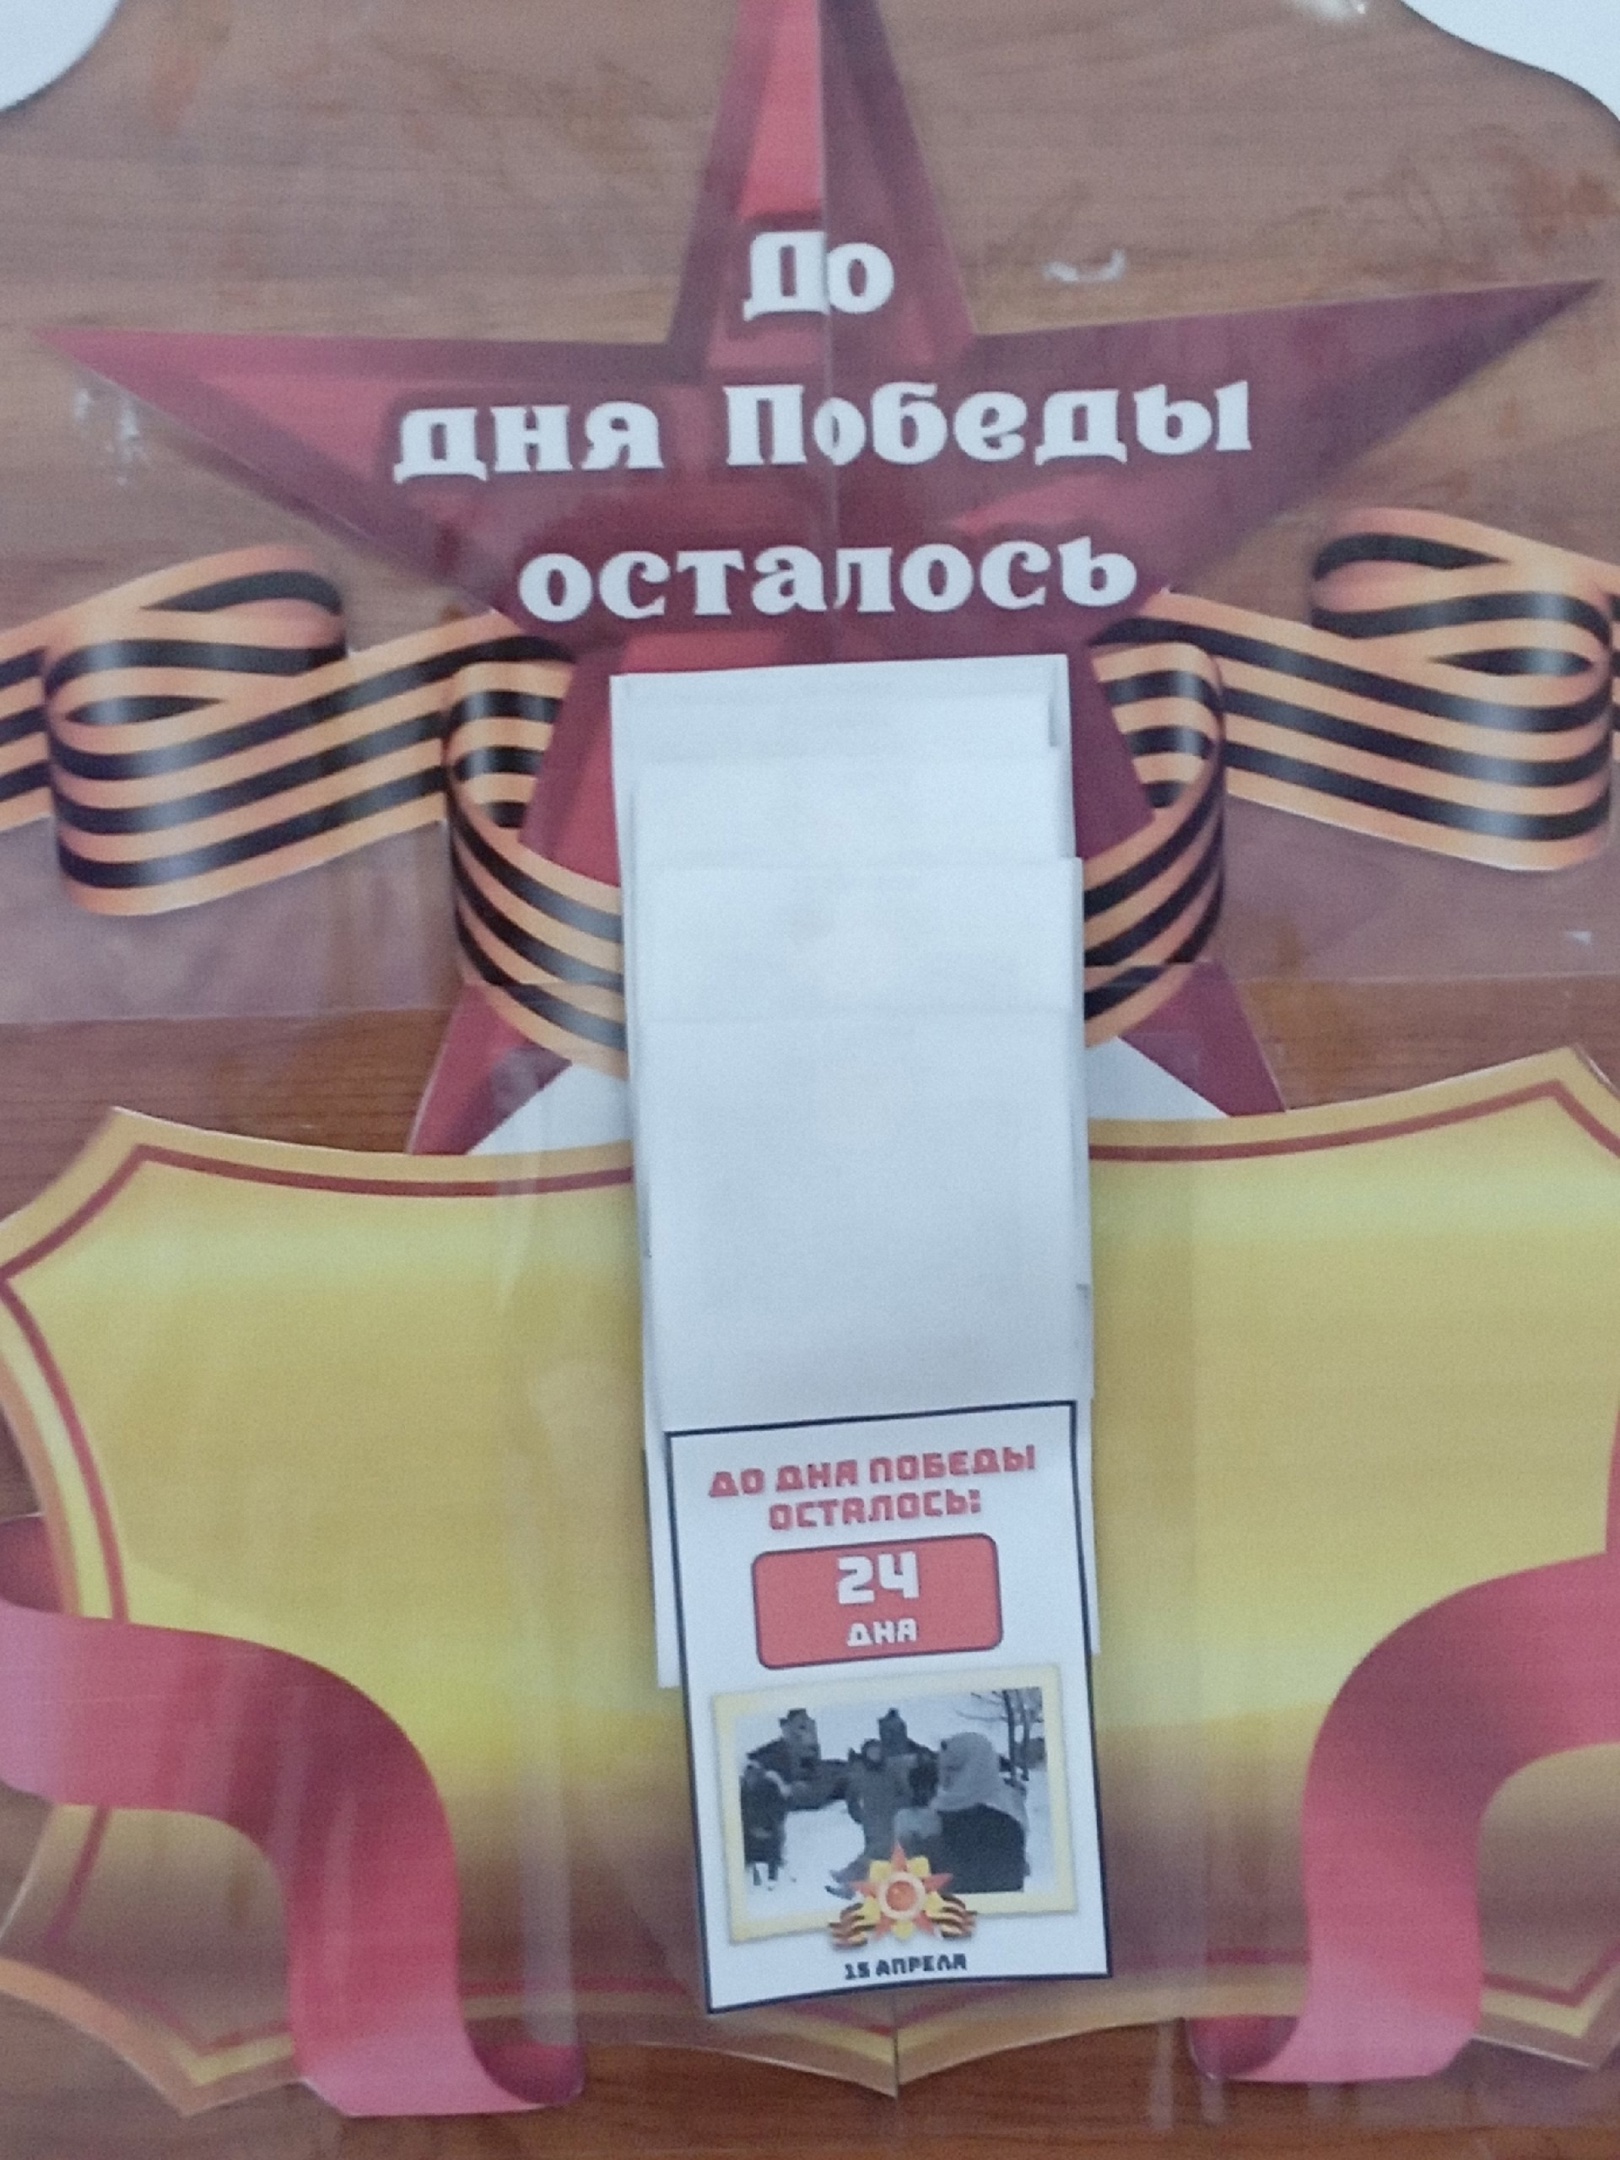 До
дня Победы
осталось
ДО ДНЯ ПОБЕДЫ
ОСТАЛОСЬ:
24
ДНЯ
15 АПРЕЛЯ